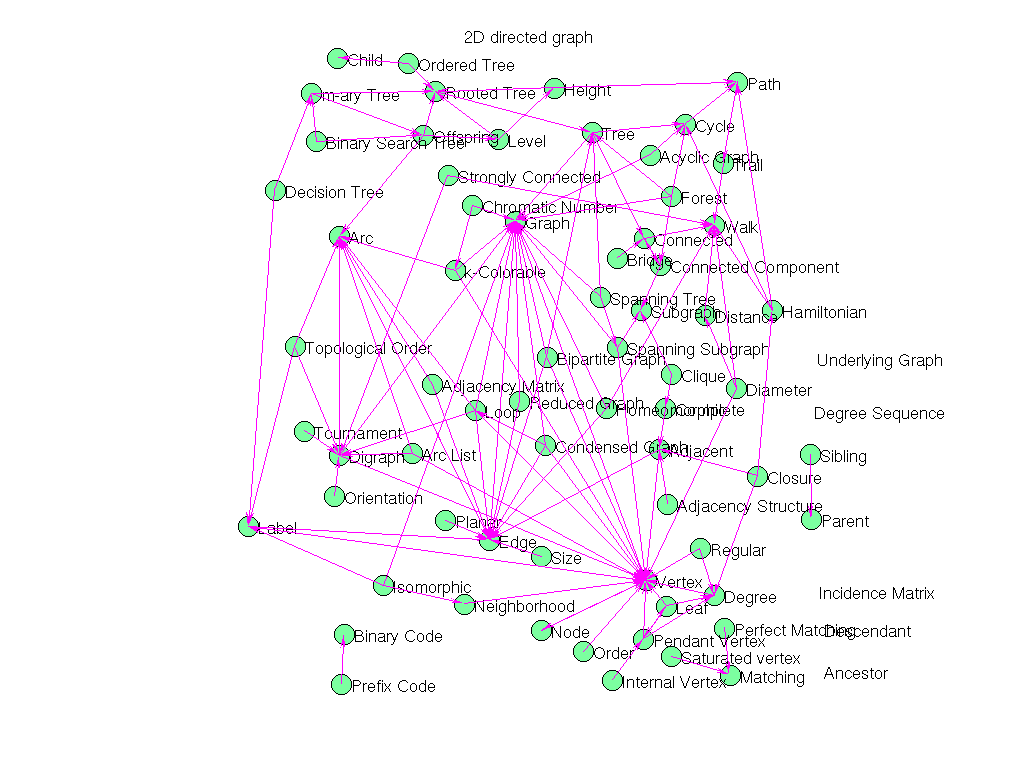 2D directed graph
Child
Ordered Tree
Path
m-ary Tree
Rooted Tree
Height
Cycle
Tree
Offspring
Binary Search Tree
Level
Acyclic Graph
Trail
Strongly Connected
Decision Tree
Forest
Chromatic Number
Graph
Walk
Arc
Connected
Bridge
Connected Component
k-Colorable
Spanning Tree
Subgraph
Distance
Hamiltonian
Topological Order
Spanning Subgraph
Bipartite Graph
Underlying Graph
Clique
Adjacency Matrix
Diameter
Reduced Graph
Loop
Homeomorphic
Complete
Degree Sequence
Tournament
Condensed Graph
Adjacent
Digraph
Arc List
Sibling
Closure
Orientation
Adjacency Structure
Planar
Parent
Label
Edge
Size
Regular
Vertex
Isomorphic
Incidence Matrix
Degree
Neighborhood
Leaf
Binary Code
Node
Pendant Vertex
Perfect Matching
Descendant
Order
Saturated vertex
Ancestor
Matching
Internal Vertex
Prefix Code